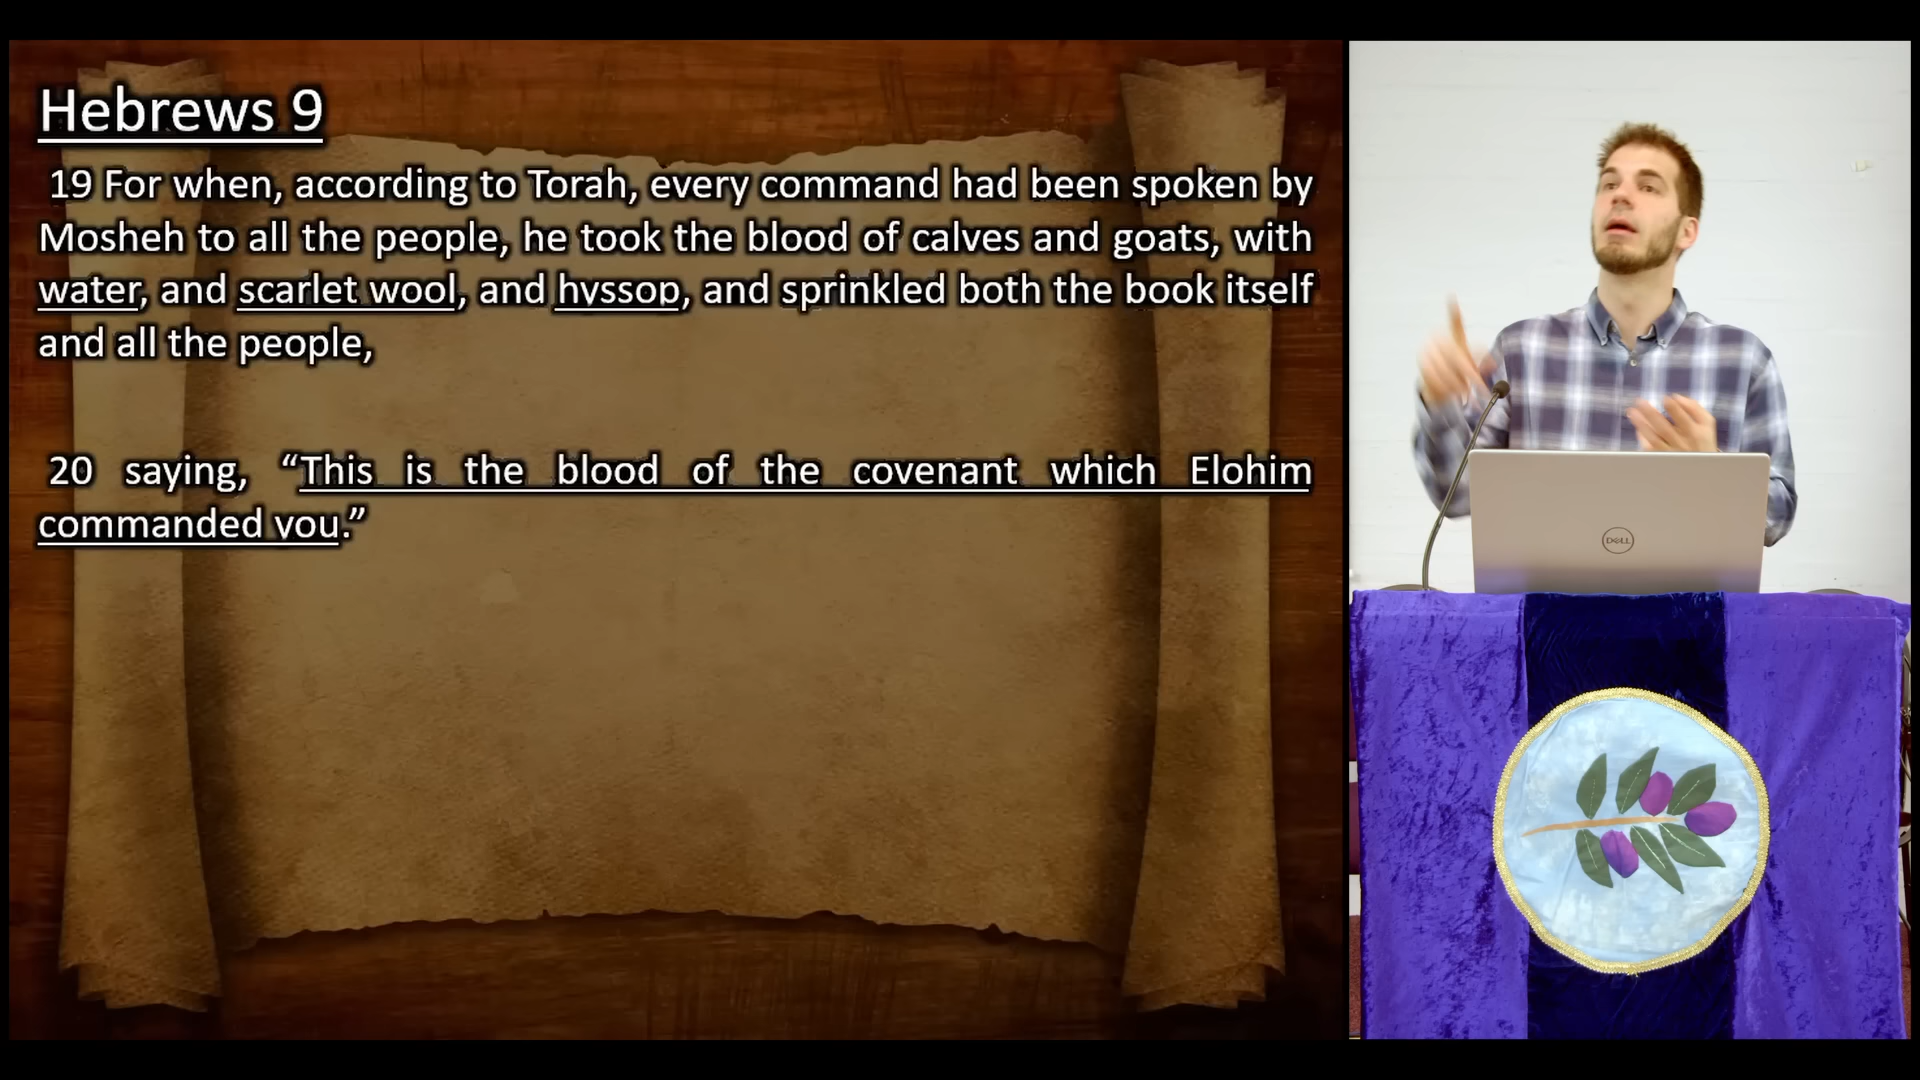 Hebrews 9
19 For when, according to Torah, every command had been spoken by
Mosheh to all the people, he took the blood of calves and goats, with
water, and scarlet wool, and hyssop, and sprinkled both the book itself
and all the people,
20 saying, “This is the blood of the covenant which Elohim
commanded you.”
DELL